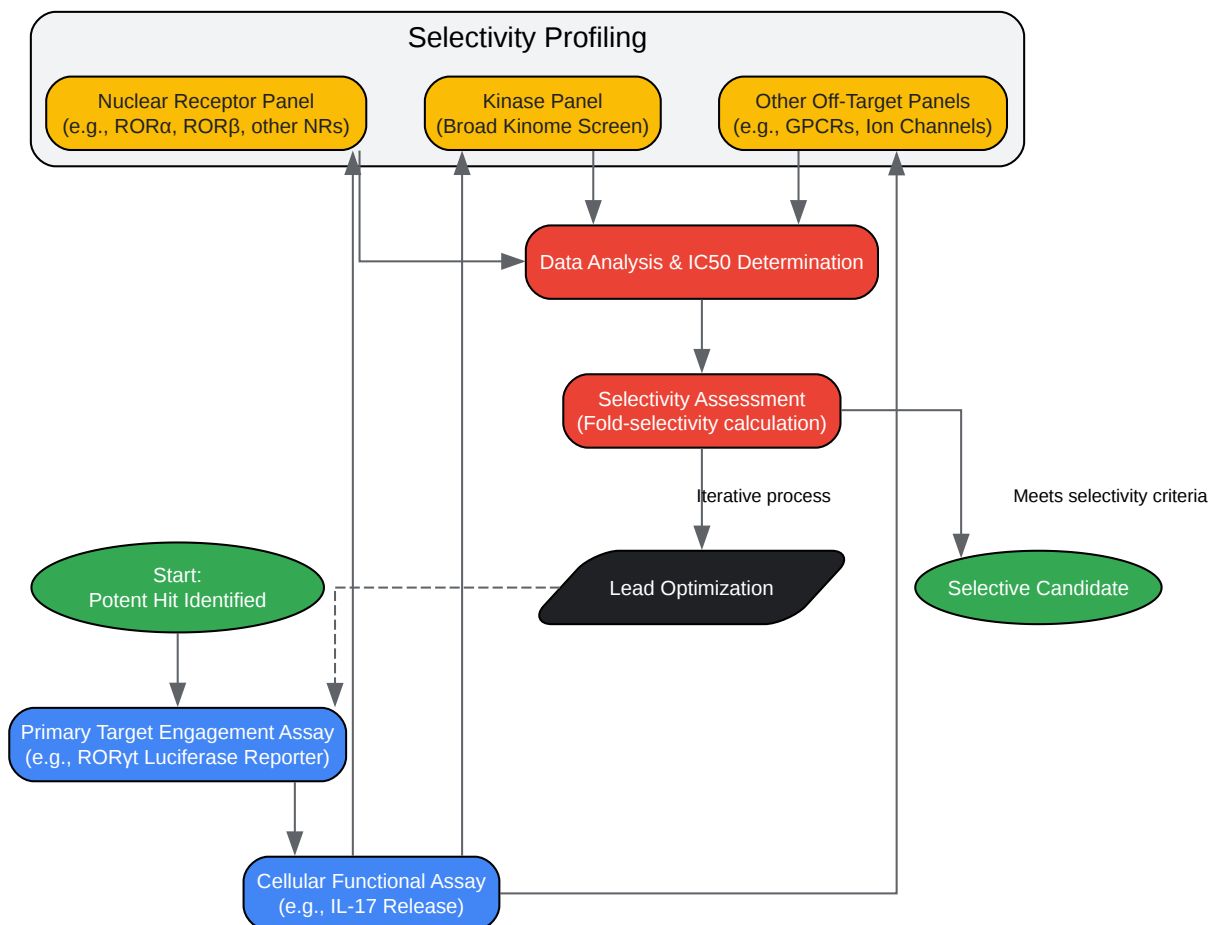 Selectivity Profiling
Nuclear Receptor Panel
(e.g., RORα, RORβ, other NRs)
Kinase Panel
(Broad Kinome Screen)
Other Off-Target Panels
(e.g., GPCRs, Ion Channels)
Data Analysis & IC50 Determination
Selectivity Assessment
(Fold-selectivity calculation)
Iterative process
Meets selectivity criteria
Start:
Potent Hit Identified
Lead Optimization
Selective Candidate
Primary Target Engagement Assay
(e.g., RORγt Luciferase Reporter)
Cellular Functional Assay
(e.g., IL-17 Release)